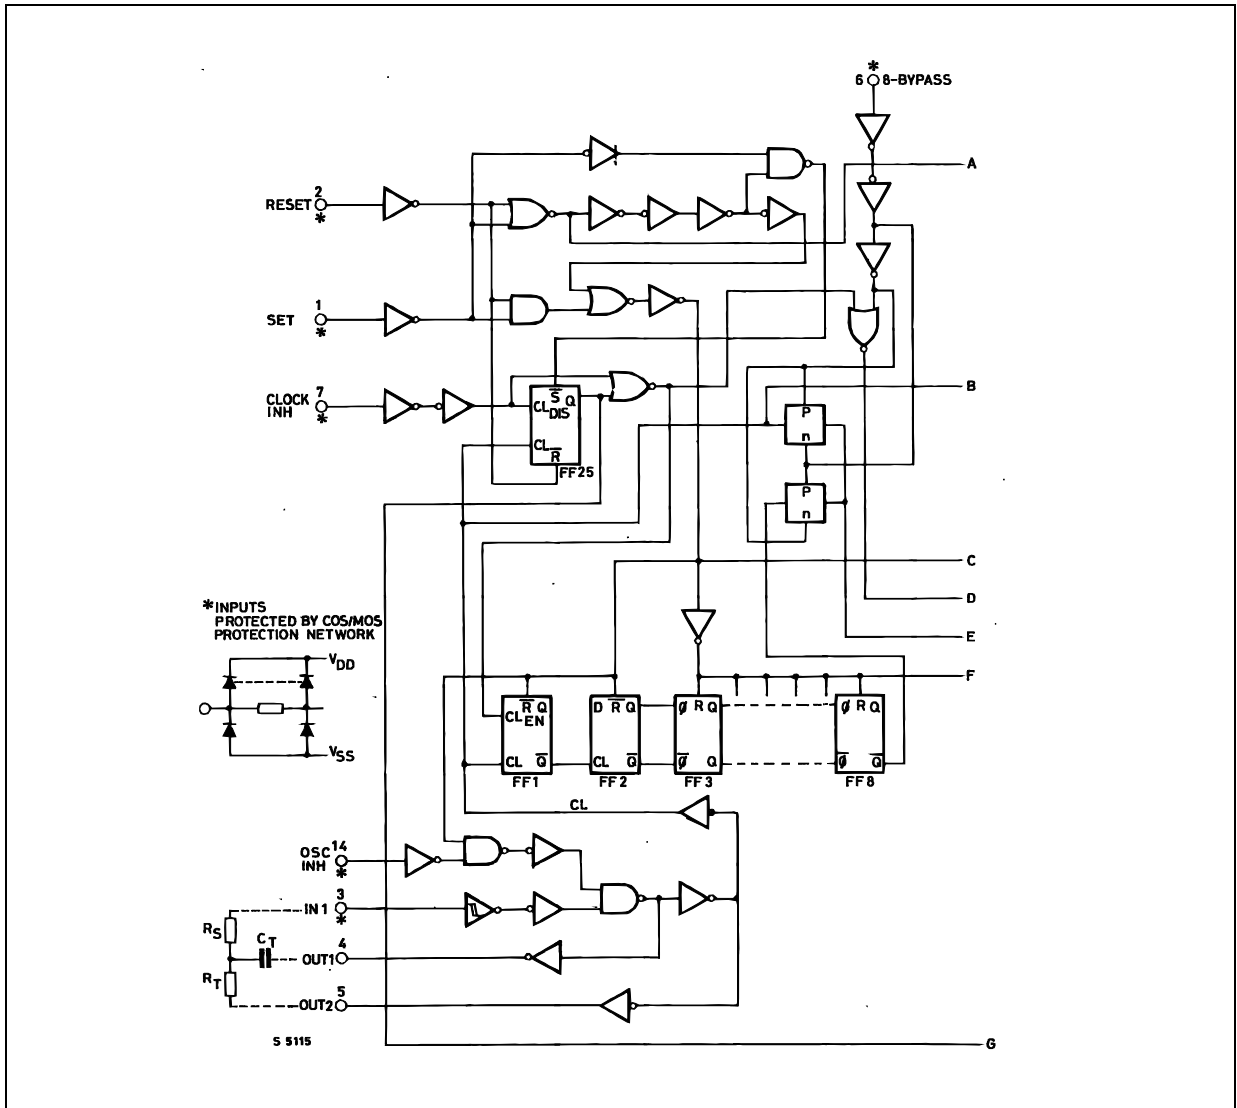 *
6 8-BYPASS
A
2
RESET
*
1
SET
*
7
CLOCK
INH
*
S̅ Q
CL DIS
CL
R̅
FF25
P
n
P
n
B
C
D
E
F
* INPUTS
PROTECTED BY COS/MOS
PROTECTION NETWORK
VDD
VSS
R̅ Q
CL EN
CL Q̅
FF1
D R̅ Q
CL Q̅
FF2
Ø R Q
Ø̅ Q
FF3
Ø R Q
Ø̅ Q̅
FF8
CL
OSC 14
INH
*
3
IN 1
*
RS
CT
4
OUT1
RT
5
OUT2
S 5115
G